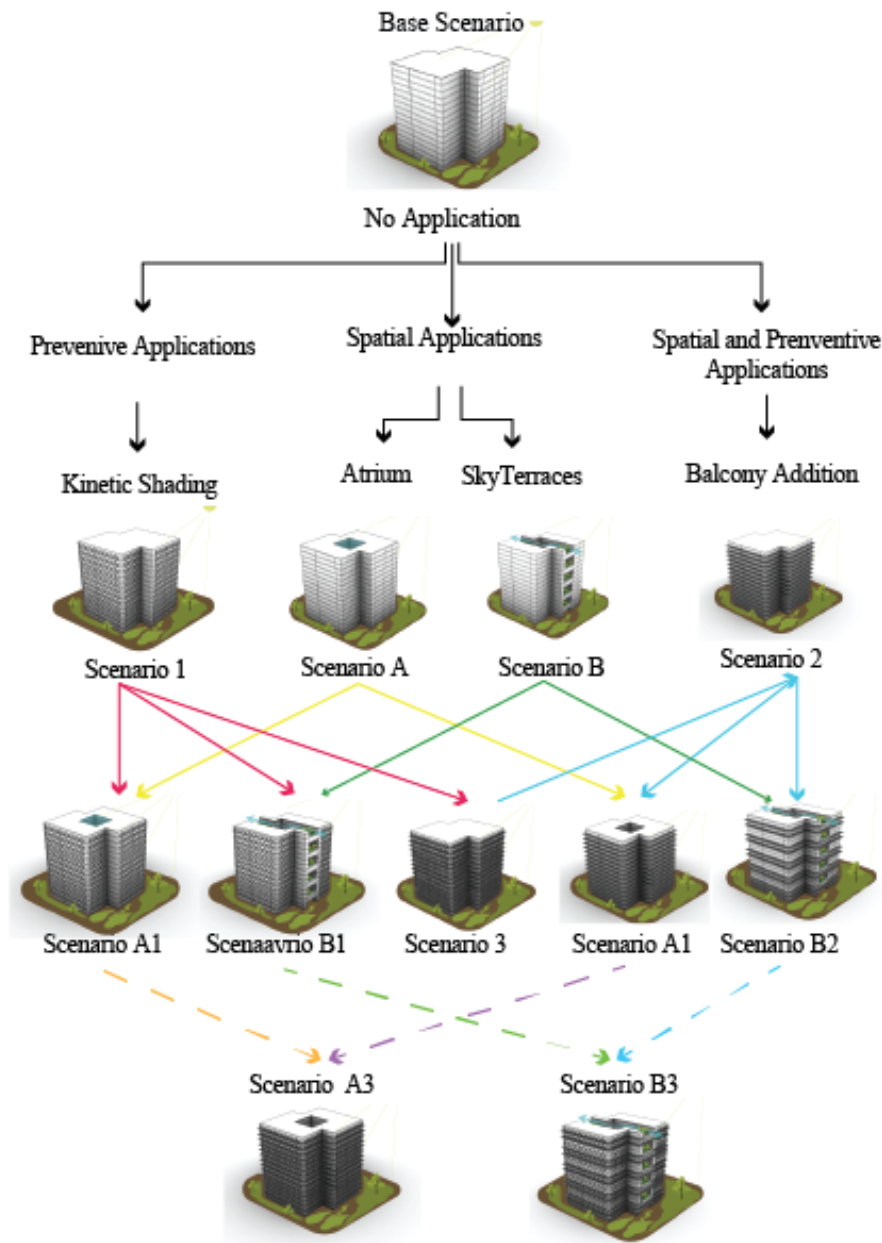 Base Scenario
No Application
Prevenive Applications
Spatial Applications
Spatial and Prenventive
Applications
Kinetic Shading
Atrium
SkyTerraces
Balcony Addition
Scenario 1
Scenario A
Scenario B
Scenario 2
Scenario A1
Scenaavrio B1
Scenario 3
Scenario A1
Scenario B2
Scenario A3
Scenario B3